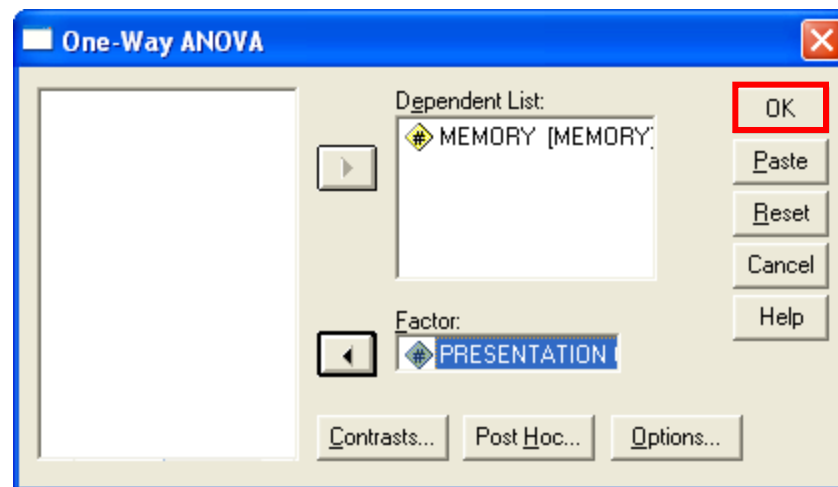 One-Way ANOVA
Dependent List:
MEMORY [MEMORY]
Factor:
PRESENTATION
OK
Paste
Reset
Cancel
Help
Contrasts...
Post Hoc...
Options...